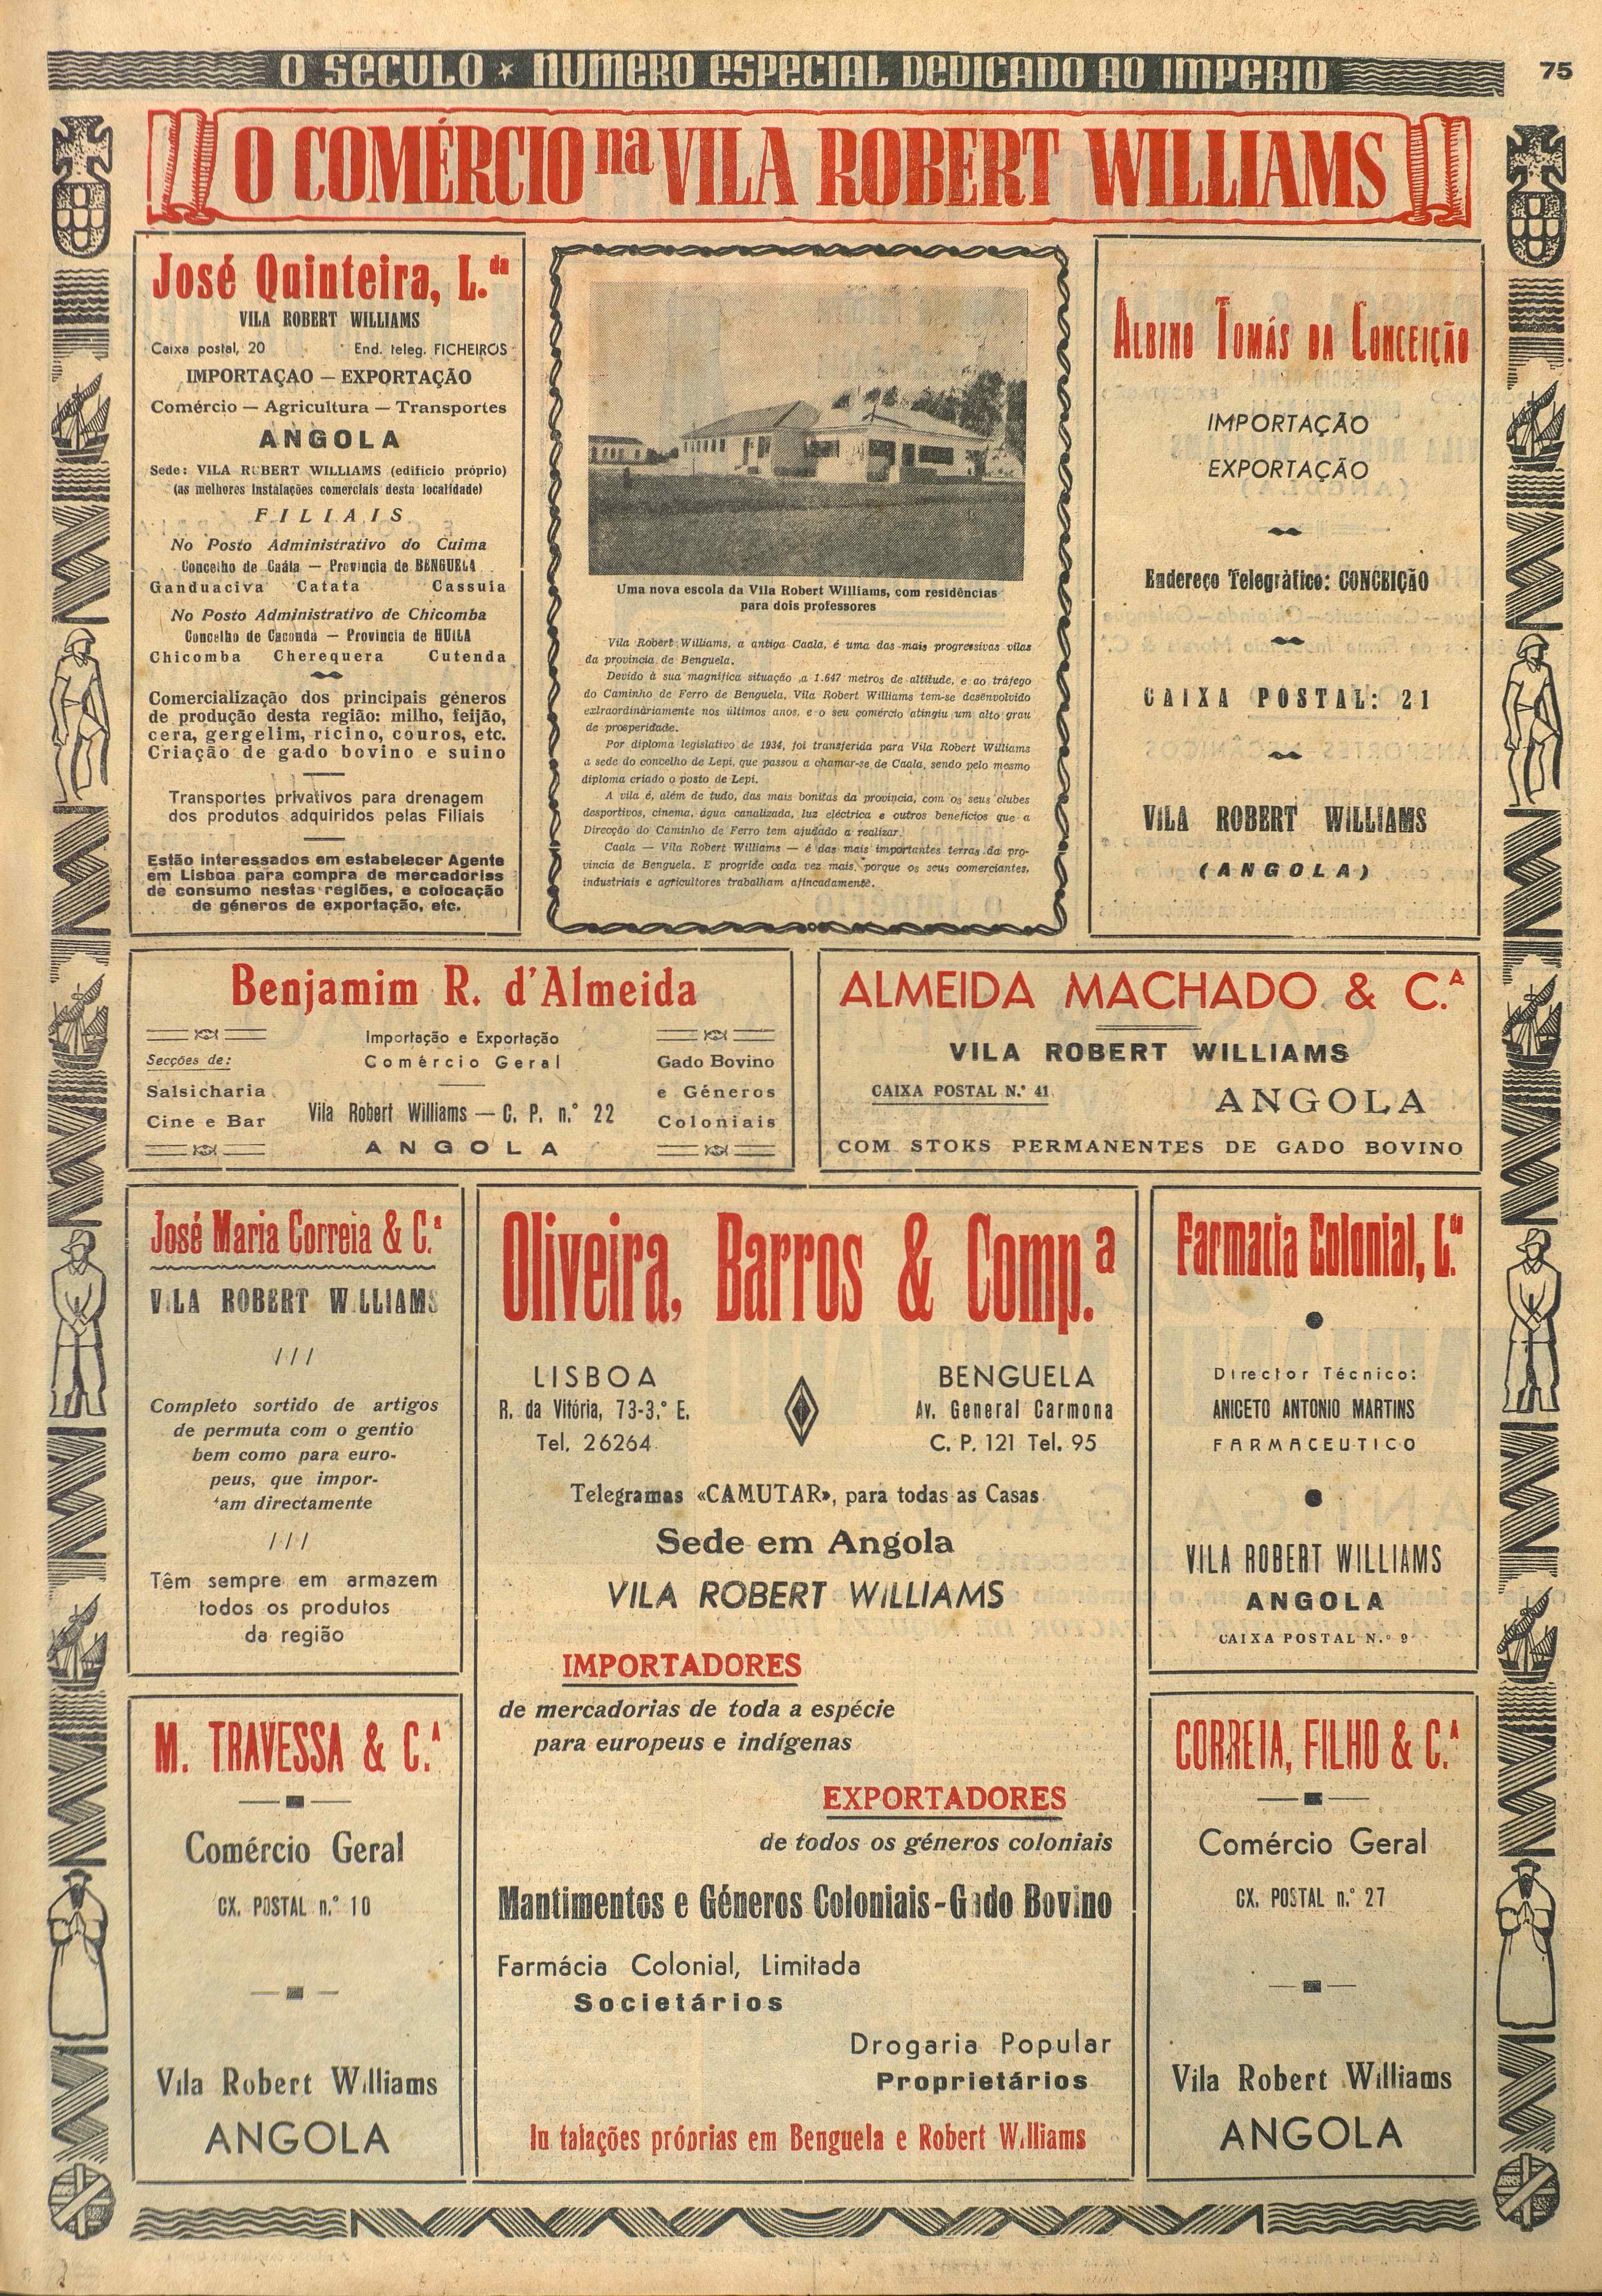 O SECULO ★ NUMERO ESPECIAL DEDICADO AO IMPERIO
75
O COMÉRCIO na VILA ROBERT WILLIAMS
José Quinteira, L.da
VILA ROBERT WILLIAMS
Caixa postal, 20 End. teleg. FICHEIROS
IMPORTAÇAO — EXPORTAÇÃO
Comércio — Agricultura — Transportes
ANGOLA
Sede: VILA ROBERT WILLIAMS (edifício próprio)
(as melhores instalações comerciais desta localidade)
FILIAIS
No Posto Administrativo do Cuima
Concelho de Caála — Província de BENGUELA
Ganduaciva Catata Cassuia
No Posto Administrativo de Chicomba
Concelho de Caconda — Província de HUILA
Chicomba Cherequera Cutenda
Comercialização dos principais géneros
de produção desta região: milho, feijão,
cera, gergelim, rícino, couros, etc.
Criação de gado bovino e suino
Transportes privativos para drenagem
dos produtos adquiridos pelas Filiais
Estão interessados em estabelecer Agente
em Lisboa para compra de mercadorias
de consumo nestas regiões, e colocação
de géneros de exportação, etc.
Uma nova escola da Vila Robert Williams, com residências
para dois professores
Vila Robert Williams, a antiga Caala, é uma das mais progressivas vilas
da província de Benguela.
Devido à sua magnífica situação a 1.647 metros de altitude, e ao tráfego
do Caminho de Ferro de Benguela, Vila Robert Williams tem-se desenvolvido
extraordinàriamente nos últimos anos, e o seu comércio atingiu um alto grau
de prosperidade.
Por diploma legislativo de 1934, foi transferida para Vila Robert Williams
a sede do concelho de Lepi, que passou a chamar-se de Caala, sendo pelo mesmo
diploma criado o posto de Lepi.
A vila é, além de tudo, das mais bonitas da província, com os seus clubes
desportivos, cinema, água canalizada, luz eléctrica e outros benefícios que a
Direcção do Caminho de Ferro tem ajudado a realizar.
Caala — Vila Robert Williams — é das mais importantes terras da pro-
víncia de Benguela. E progride cada vez mais, porque os seus comerciantes,
industriais e agricultores trabalham afincadamente.
ALBINO TOMÁS DA CONCEIÇÃO
IMPORTAÇÃO
EXPORTAÇÃO
Endereço Telegráfico: CONCEIÇÃO
CAIXA POSTAL: 21
VILA ROBERT WILLIAMS
(ANGOLA)
Benjamim R. d'Almeida
Secções de:
Salsicharia
Cine e Bar
Importação e Exportação
Comércio Geral
Vila Robert Williams — C. P. n.° 22
ANGOLA
Gado Bovino
e Géneros
Coloniais
ALMEIDA MACHADO & C.A
VILA ROBERT WILLIAMS
CAIXA POSTAL N.° 41
ANGOLA
COM STOKS PERMANENTES DE GADO BOVINO
José Maria Correia & C.ª
VILA ROBERT WILLIAMS
///
Completo sortido de artigos
de permuta com o gentio
bem como para euro-
peus, que impor-
tam directamente
///
Têm sempre em armazem
todos os produtos
da região
Oliveira, Barros & Comp.ª
LISBOA
R. da Vitória, 73-3.° E.
Tel. 26264
BENGUELA
Av. General Carmona
C. P. 121 Tel. 95
Telegramas «CAMUTAR», para todas as Casas
Sede em Angola
VILA ROBERT WILLIAMS
IMPORTADORES
de mercadorias de toda a espécie
para europeus e indígenas
EXPORTADORES
de todos os géneros coloniais
Mantimentos e Géneros Coloniais - Gado Bovino
Farmácia Colonial, Limitada
Societários
Drogaria Popular
Proprietários
In talações próprias em Benguela e Robert Williams
Farmacia Colonial, L.da
Director Técnico:
ANICETO ANTONIO MARTINS
FARMACEUTICO
VILA ROBERT WILLIAMS
ANGOLA
CAIXA POSTAL N.° 9
M. TRAVESSA & C.A
Comércio Geral
CX. POSTAL n.° 10
Vila Robert Williams
ANGOLA
CORREIA, FILHO & C.A
Comércio Geral
CX. POSTAL n.° 27
Vila Robert Williams
ANGOLA